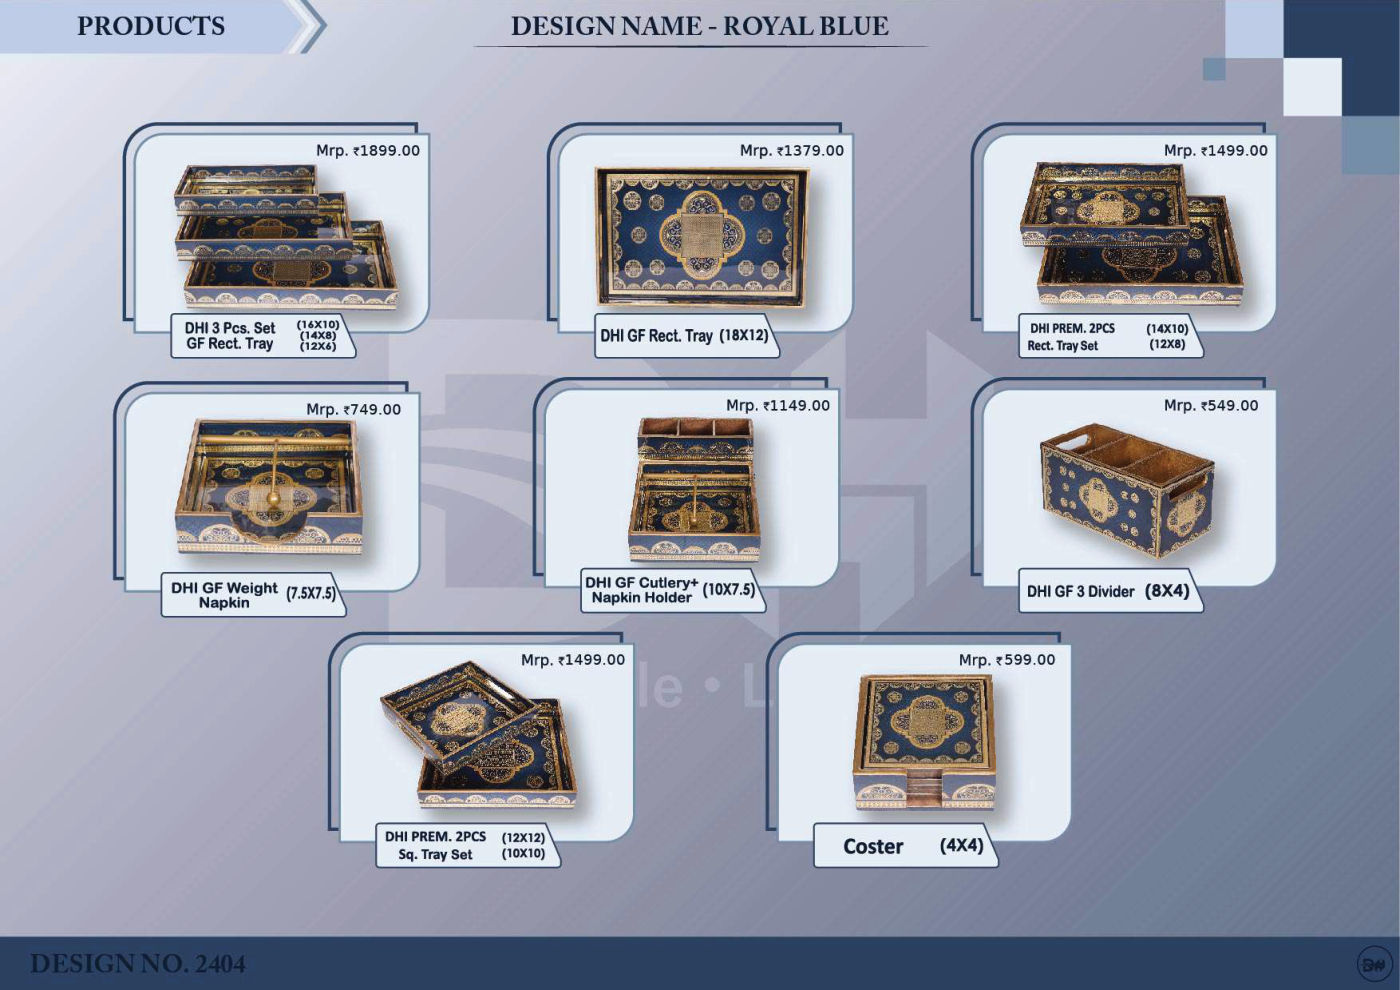 PRODUCTS
DESIGN NAME - ROYAL BLUE
Mrp. ₹1899.00
DHI 3 Pcs. Set
GF Rect. Tray
(16X10)
(14X8)
(12X6)
Mrp. ₹1379.00
DHI GF Rect. Tray (18X12)
Mrp. ₹1499.00
DHI PREM. 2PCS (14X10)
Rect. Tray Set (12X8)
Mrp. ₹749.00
DHI GF Weight
Napkin
(7.5X7.5)
Mrp. ₹1149.00
DHI GF Cutlery+
Napkin Holder
(10X7.5)
Mrp. ₹549.00
DHI GF 3 Divider (8X4)
Mrp. ₹1499.00
DHI PREM. 2PCS (12X12)
Sq. Tray Set (10X10)
Mrp. ₹599.00
Coster (4X4)
le • L
DESIGN NO. 2404